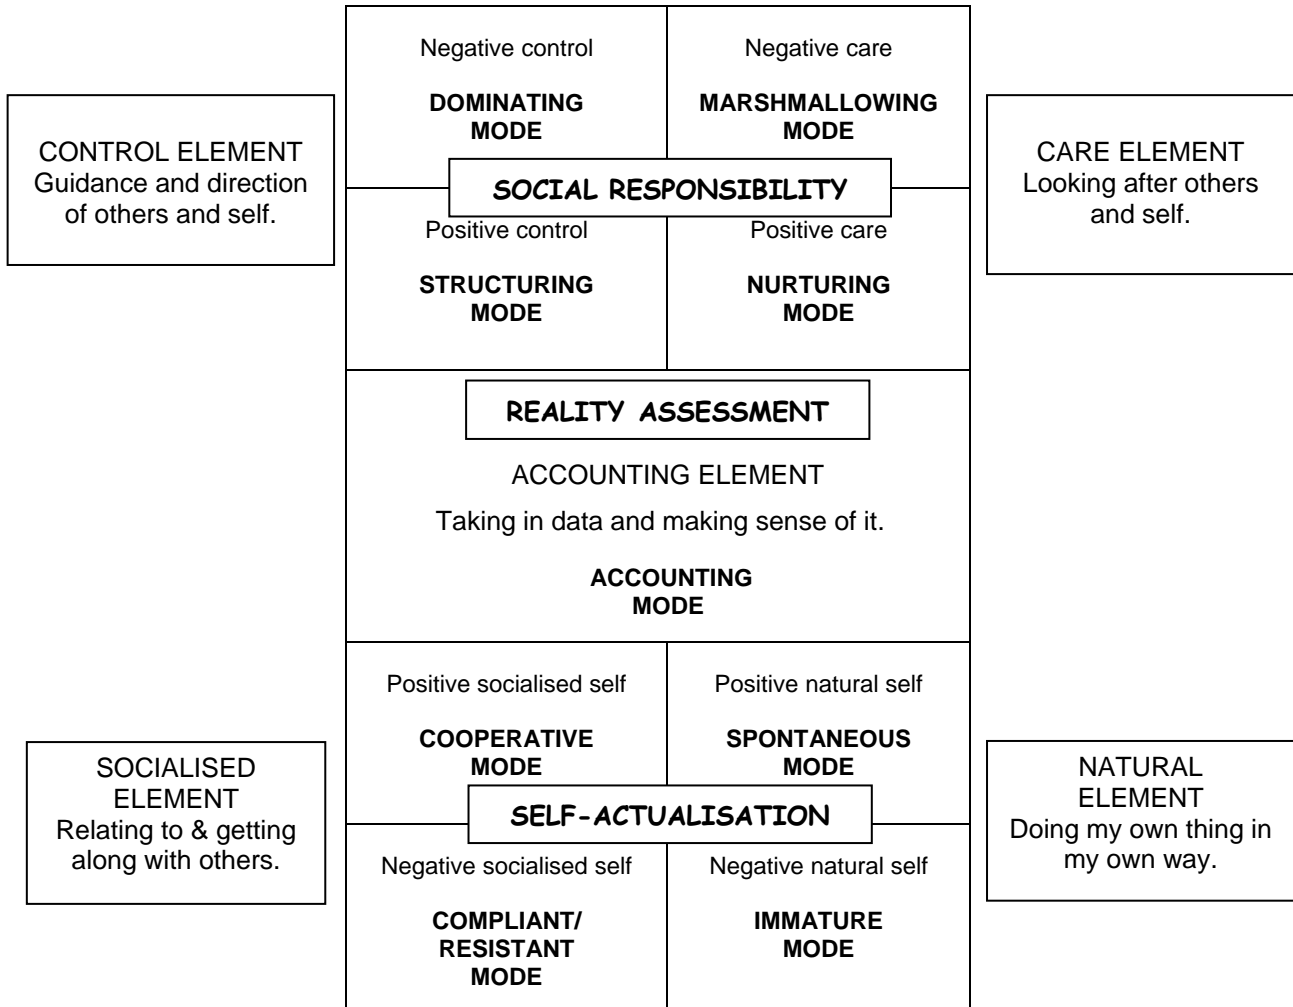 Negative control
DOMINATING
MODE
Negative care
MARSHMALLOWING
MODE
CONTROL ELEMENT
Guidance and direction
of others and self.
CARE ELEMENT
Looking after others
and self.
SOCIAL RESPONSIBILITY
Positive control
STRUCTURING
MODE
Positive care
NURTURING
MODE
REALITY ASSESSMENT
ACCOUNTING ELEMENT
Taking in data and making sense of it.
ACCOUNTING
MODE
Positive socialised self
COOPERATIVE
MODE
Positive natural self
SPONTANEOUS
MODE
SOCIALISED
ELEMENT
Relating to & getting
along with others.
NATURAL
ELEMENT
Doing my own thing in
my own way.
SELF-ACTUALISATION
Negative socialised self
COMPLIANT/
RESISTANT
MODE
Negative natural self
IMMATURE
MODE